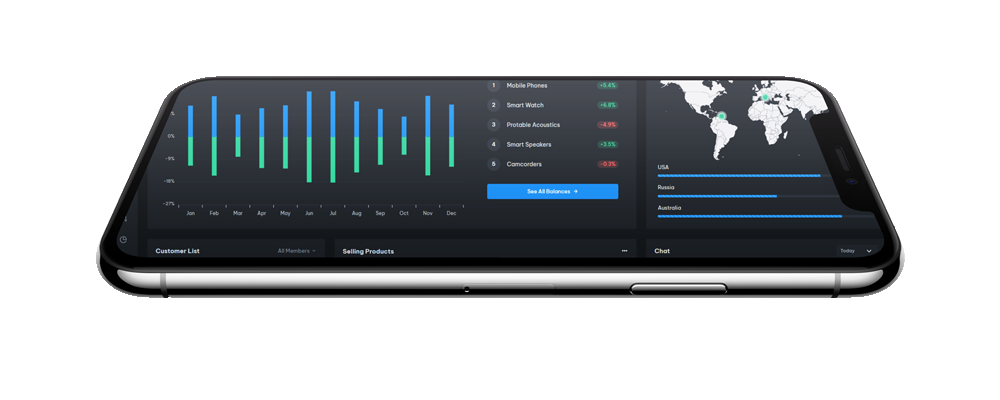 1 Mobile Phones +5.4%
2 Smart Watch +6.8%
3 Protable Acoustics -4.9%
4 Smart Speakers +3.5%
5 Camcorders -0.3%
See All Balances →
0%
-9%
-18%
-27%
Jan Feb Mar Apr May Jun Jul Aug Sep Oct Nov Dec
USA
Russia
Australia
Customer List All Members
Selling Products
Chat Today